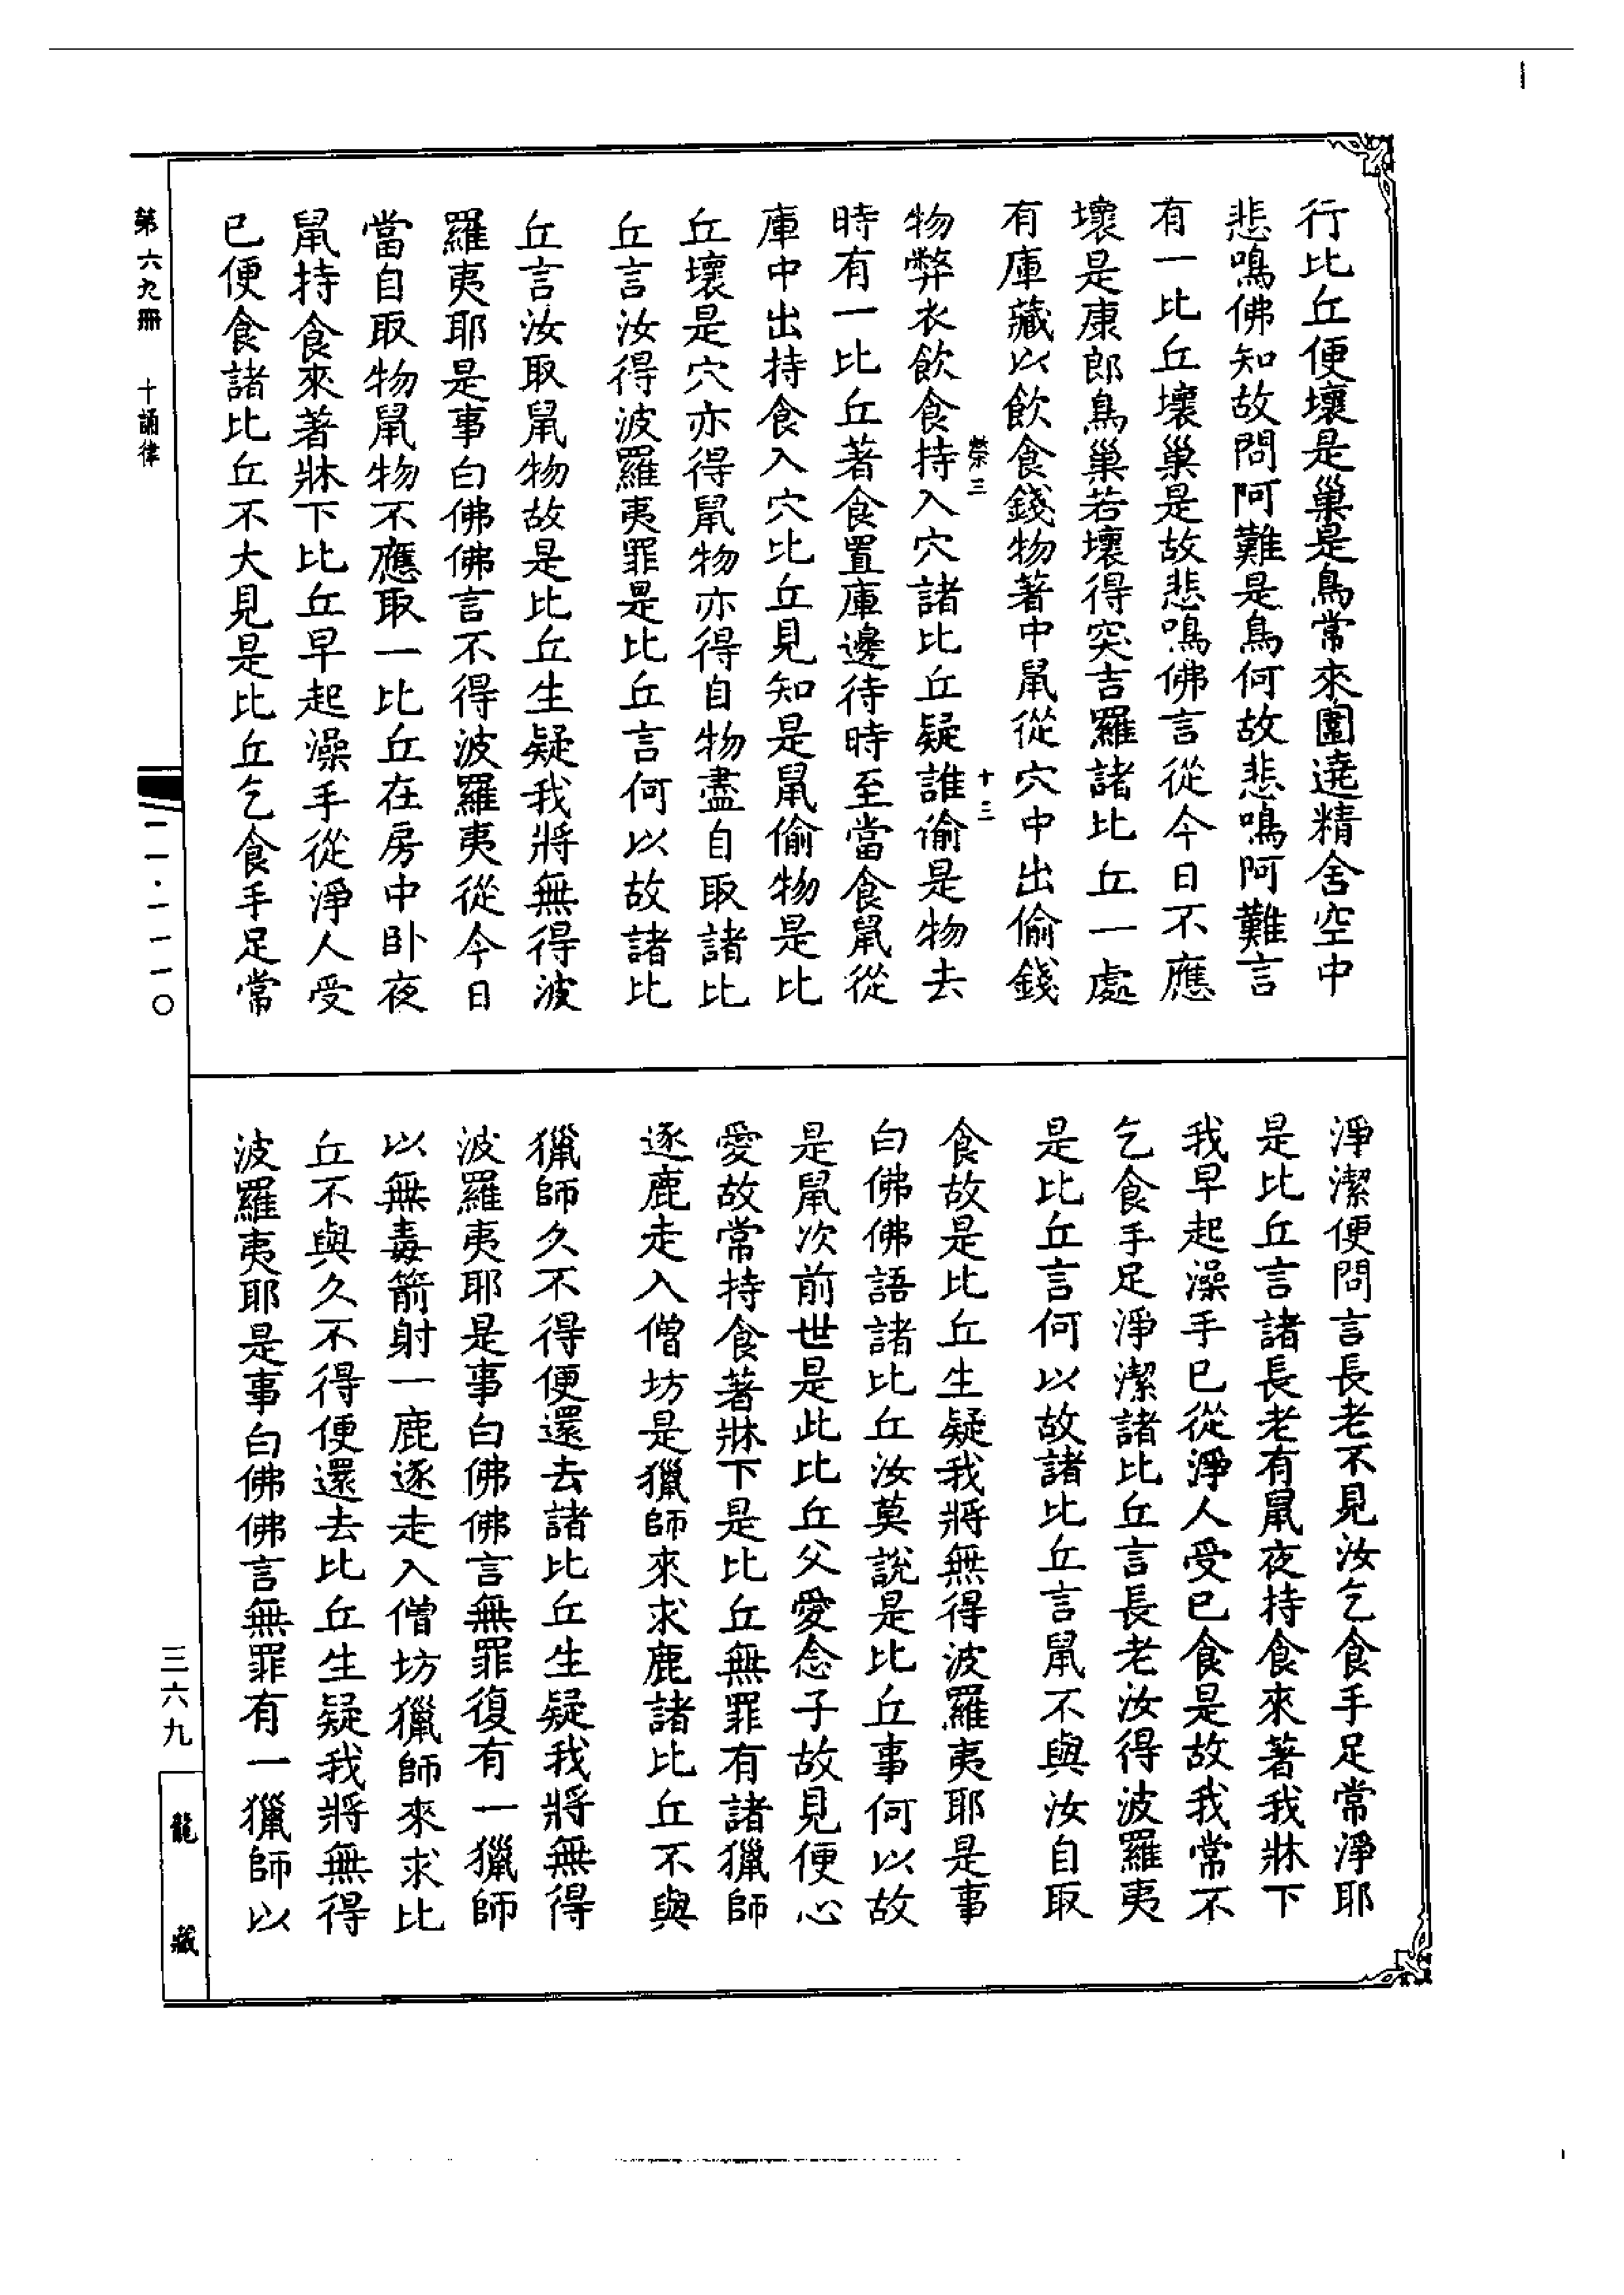 行比丘便壞是巢是鳥常來圍遶精舍空中
悲鳴佛知故問阿難是鳥何故悲鳴阿難言
有一比丘壞巢是故悲鳴佛言從今日不應
壞是康郎鳥巢若壞得突吉羅諸比丘一處
有庫藏以飲食錢物著中鼠從穴中出偷錢
榮三 十三
物弊衣飲食持入穴諸比丘疑誰偷是物去
時有一比丘著食置庫邊待時至當食鼠從
庫中出持食入穴比丘見知是鼠偷物是比
丘壞是穴亦得鼠物亦得自物盡自取諸比
丘言汝得波羅夷罪是比丘言何以故諸比
丘言汝取鼠物故是比丘生疑我將無得波
羅夷耶是事白佛佛言不得波羅夷從今日
當自取物鼠物不應取一比丘在房中卧夜
鼠持食來著牀下比丘早起澡手從淨人受
已便食諸比丘不大見是比丘乞食手足常
淨潔便問言長老不見汝乞食手足常淨耶
是比丘言諸長老有鼠夜持食來著我牀下
我早起澡手已從淨人受已食是故我常不
乞食手足淨潔諸比丘言長老汝得波羅夷
是比丘言何以故諸比丘言鼠不與汝自取
食故是比丘生疑我將無得波羅夷耶是事
白佛佛語諸比丘汝莫說是比丘事何以故
是鼠次前世是此比丘父愛念子故見便心
愛故常持食著牀下是比丘無罪有諸獵師
逐鹿走入僧坊是獵師來求鹿諸比丘不與
獵師久不得便還去諸比丘生疑我將無得
波羅夷耶是事白佛佛言無罪復有一獵師
以無毒箭射一鹿逐走入僧坊獵師來求比
丘不與久不得便還去比丘生疑我將無得
波羅夷耶是事白佛佛言無罪有一獵師以
第六九冊 十誦律
一一·一一一〇
三六九
龍藏